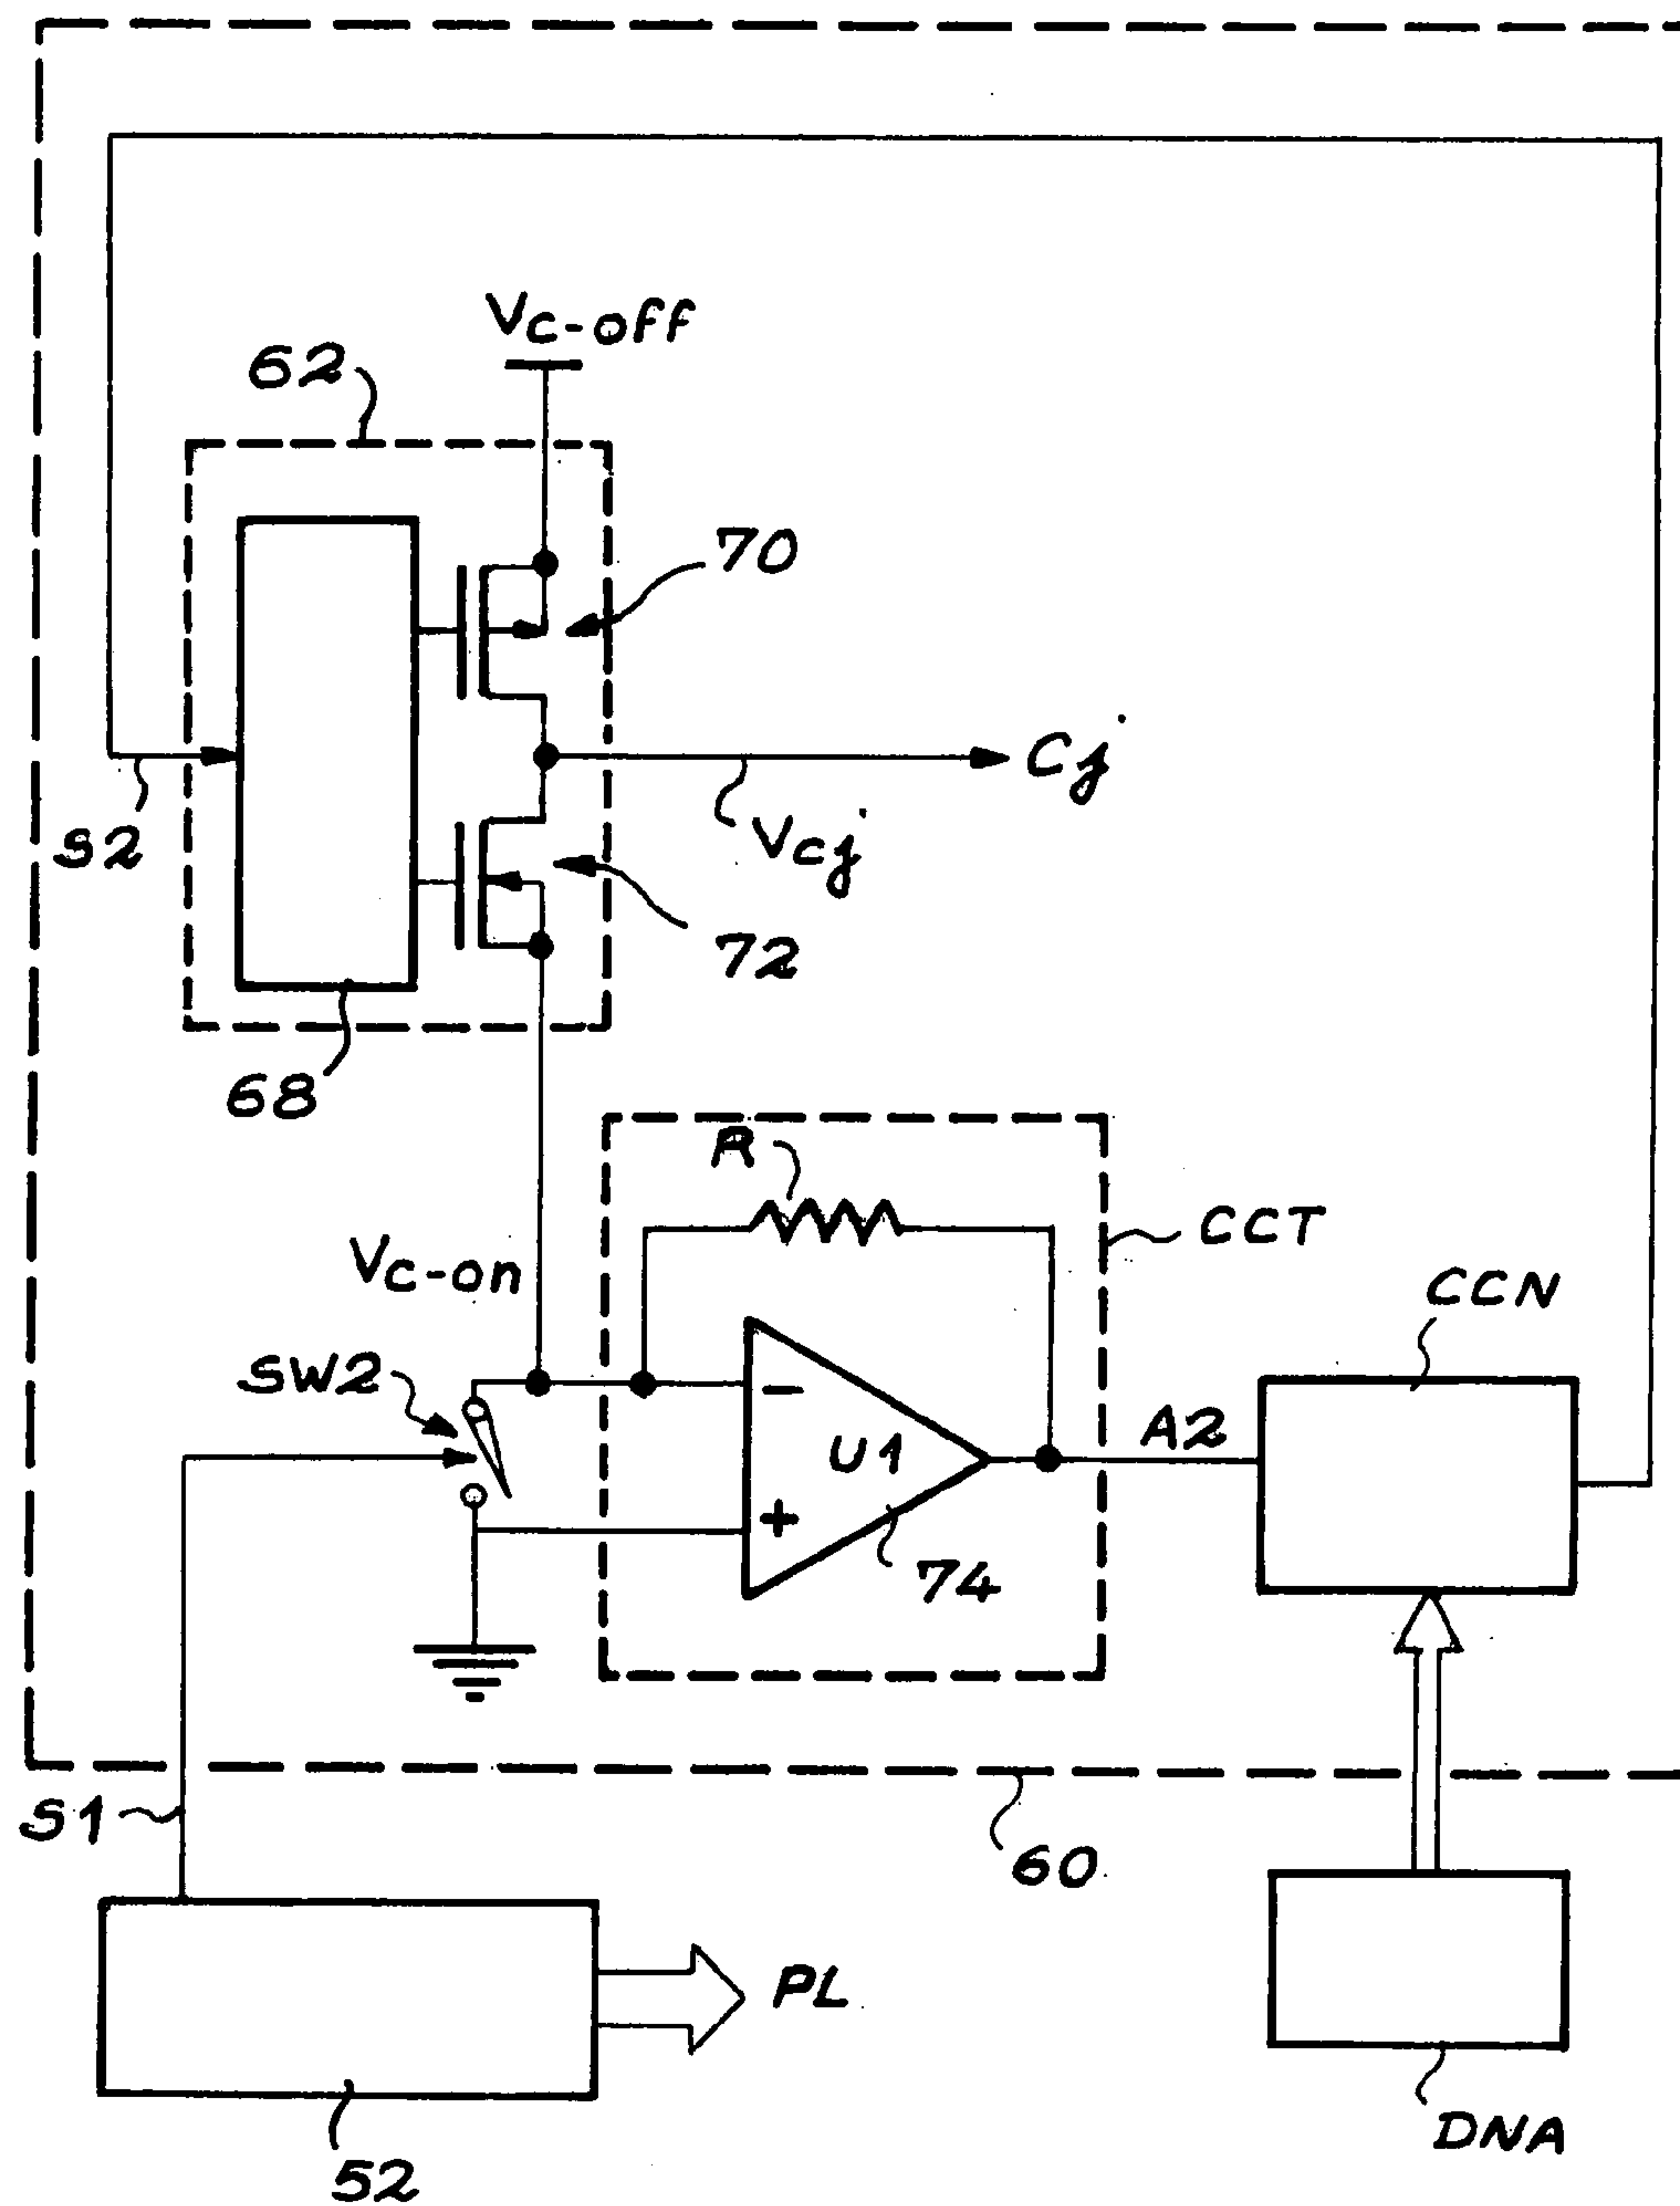 Vc-off
62
70
Cj
S2
Vcj
72
68
R
CCT
Vc-on
CCN
SW2
-
A2
U1
+
74
S1
60
PL
52
DNA